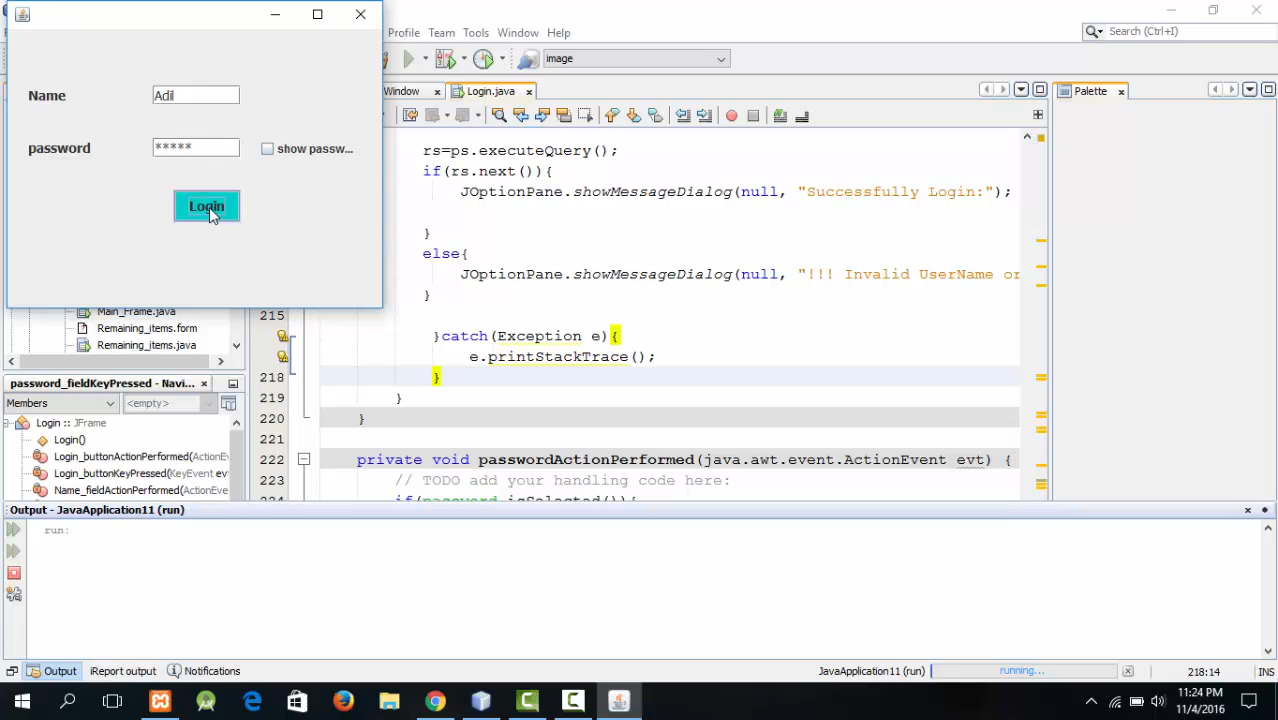 Profile Team Tools Window Help
Search (Ctrl+I)
image
Window
Login.java
Palette
Name
Adil
password
*****
show passw...
Login
rs=ps.executeQuery();
if(rs.next()){
JOptionPane.showMessageDialog(null, "Successfully Login:");
}
else{
JOptionPane.showMessageDialog(null, "!!! Invalid UserName or
}
215
}catch(Exception e){
e.printStackTrace();
218 }
219 }
220 }
221
222 private void passwordActionPerformed(java.awt.event.ActionEvent evt) {
223 // TODO add your handling code here:
224 if(password.isSelected()){
Main_Frame.java
Remaining_items.form
Remaining_items.java
password_fieldKeyPressed - Navi...
Members
<empty>
Login :: JFrame
Login()
Login_buttonActionPerformed(ActionEv
Login_buttonKeyPressed(KeyEvent ev
Name_fieldActionPerformed(ActionEv
Output - JavaApplication11 (run)
run:
Output
iReport output
Notifications
JavaApplication11 (run)
running...
218:14
INS
11:24 PM
11/4/2016